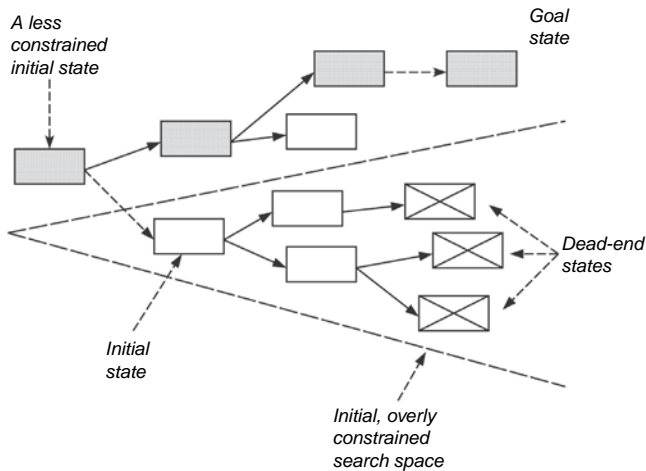 A less
constrained
initial state
Goal
state
Dead-end
states
Initial
state
Initial, overly
constrained
search space